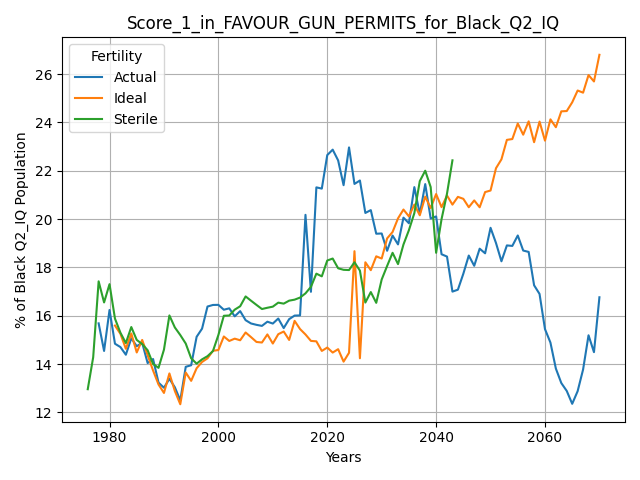 Score_1_in_FAVOUR_GUN_PERMITS_for_Black_Q2_IQ
Fertility
Actual
Ideal
Sterile
% of Black Q2_IQ Population
26
24
22
20
18
16
14
12
1980
2000
2020
2040
2060
Years